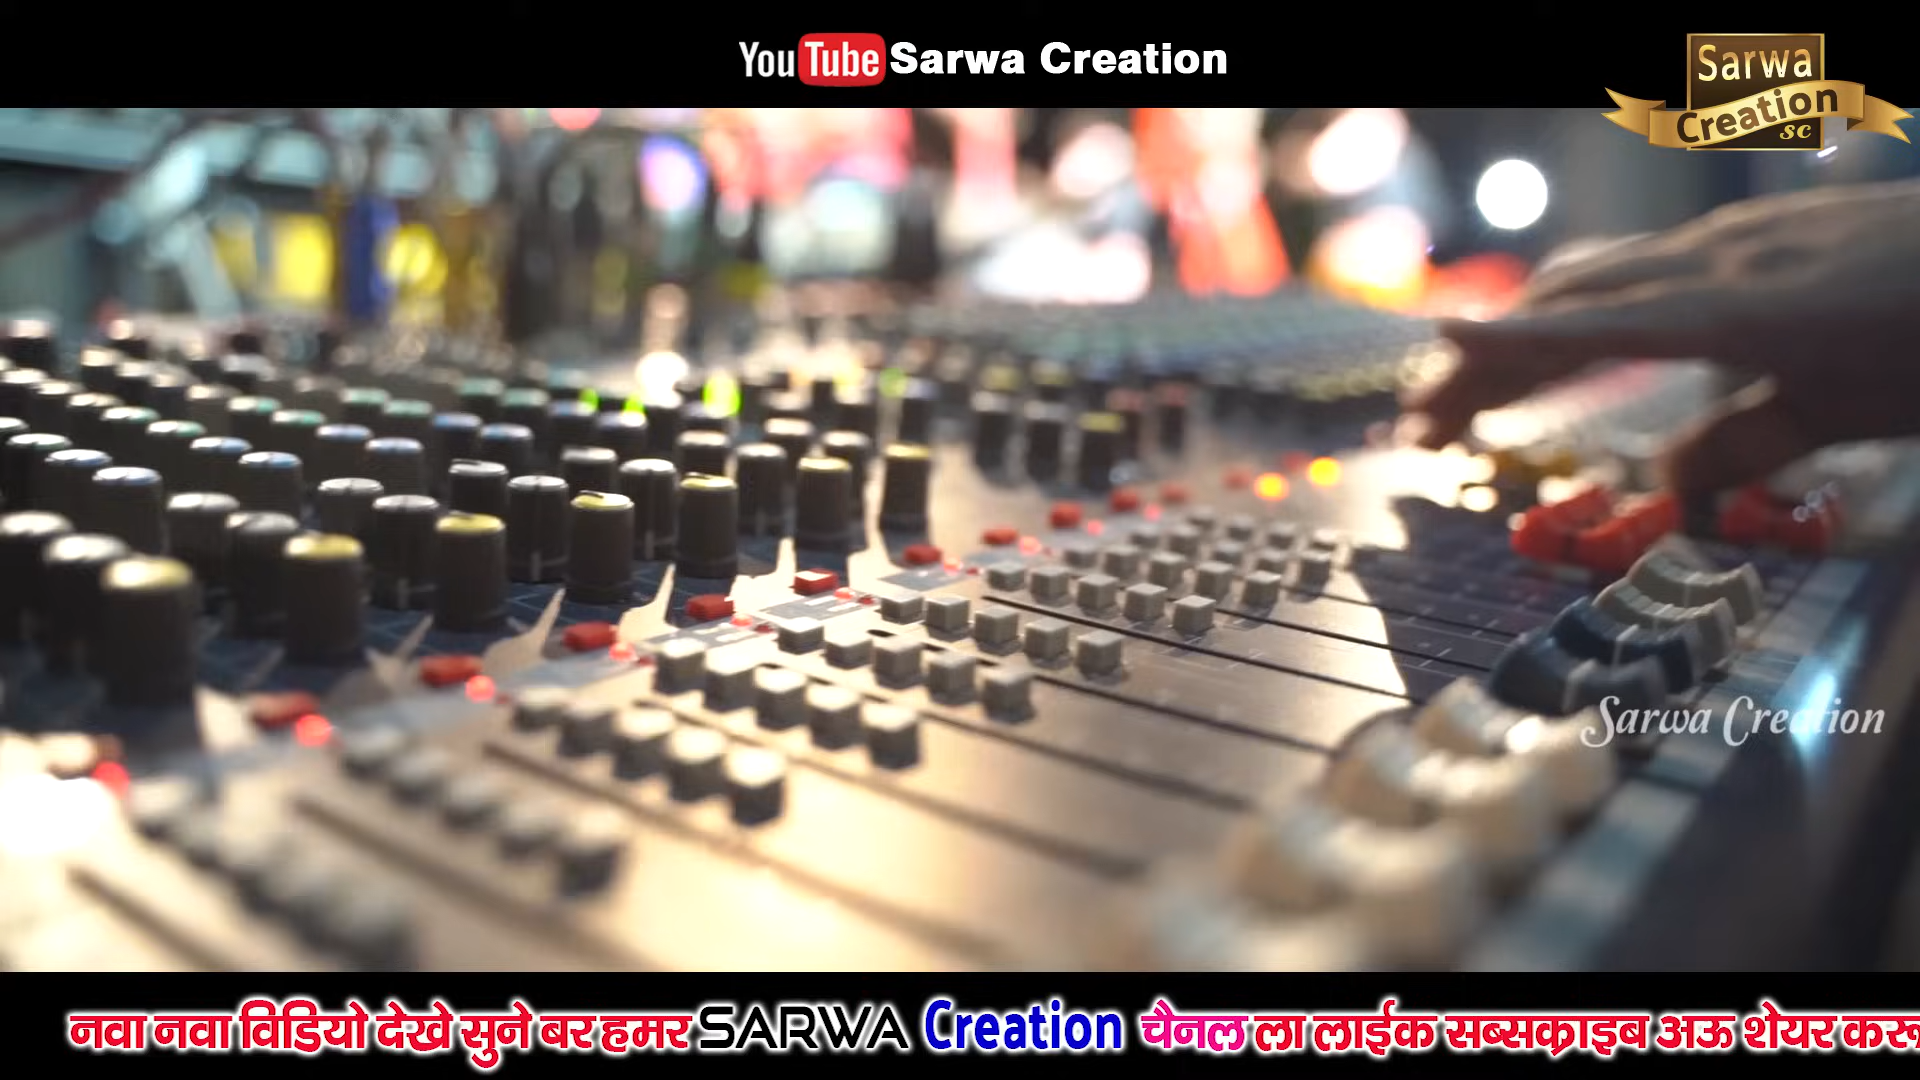 YouTube Sarwa Creation
Sarwa
Creation
SC
Sarwa Creation
नवा नवा विडियो देखे सुने बर हमर SARWA Creation चैनल ला लाईक सब्सक्राइब अऊ शेयर करू